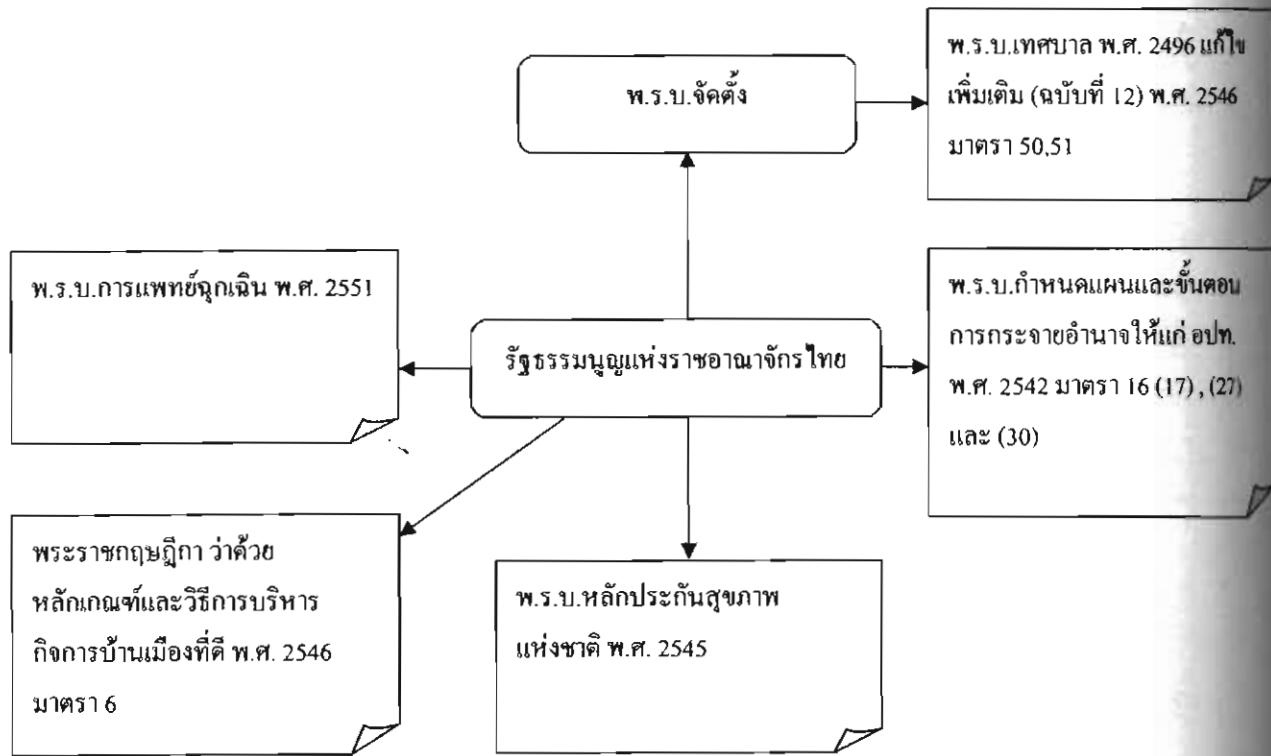 พ.ร.บ.จัดตั้ง
พ.ร.บ.เทศบาล พ.ศ. 2496 แก้ไข
เพิ่มเติม (ฉบับที่ 12) พ.ศ. 2546
มาตรา 50,51
พ.ร.บ.การแพทย์ฉุกเฉิน พ.ศ. 2551
รัฐธรรมนูญแห่งราชอาณาจักรไทย
พ.ร.บ.กำหนดแผนและขั้นตอน
การกระจายอำนาจให้แก่ อปท.
พ.ศ. 2542 มาตรา 16 (17) , (27)
และ (30)
พระราชกฤษฎีกา ว่าด้วย
หลักเกณฑ์และวิธีการบริหาร
กิจการบ้านเมืองที่ดี พ.ศ. 2546
มาตรา 6
พ.ร.บ.หลักประกันสุขภาพ
แห่งชาติ พ.ศ. 2545